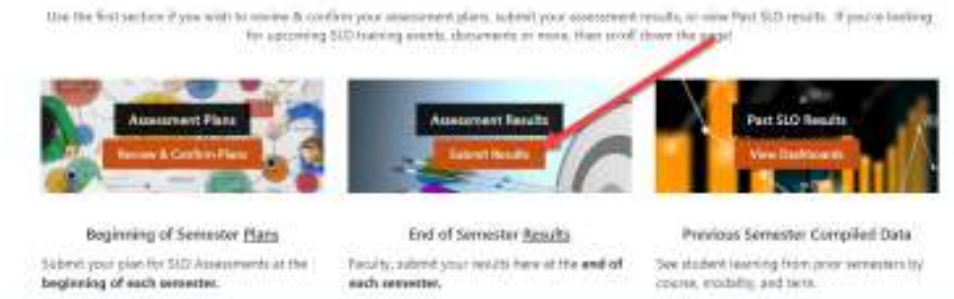 Use the first section if you wish to review & confirm your assessment plans, submit your assessment results, or view Past SLO results. If you're looking
for upcoming SLO training events, documents or more, then scroll down the page!
Assessment Plans
Review & Confirm Plans
Assessment Results
Submit Results
Past SLO Results
View Dashboards
Beginning of Semester Plans
Submit your plan for SLO Assessments at the
beginning of each semester.
End of Semester Results
Faculty, submit your results here at the end of
each semester.
Previous Semester Compiled Data
See student learning from prior semesters by
course, modality, and term.